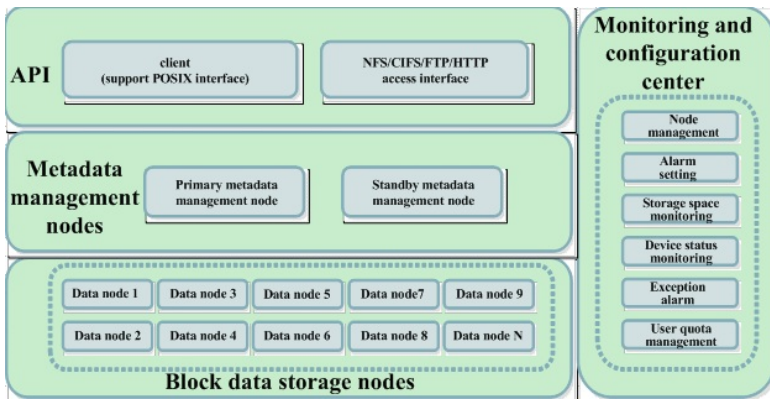 API
client
(support POSIX interface)
NFS/CIFS/FTP/HTTP
access interface
Metadata
management
nodes
Primary metadata
management node
Standby metadata
management node
Data node 1
Data node 3
Data node 5
Data node7
Data node 9
Data node 2
Data node 4
Data node 6
Data node 8
Data node N
Block data storage nodes
Monitoring and
configuration
center
Node
management
Alarm
setting
Storage space
monitoring
Device status
monitoring
Exception
alarm
User quota
management